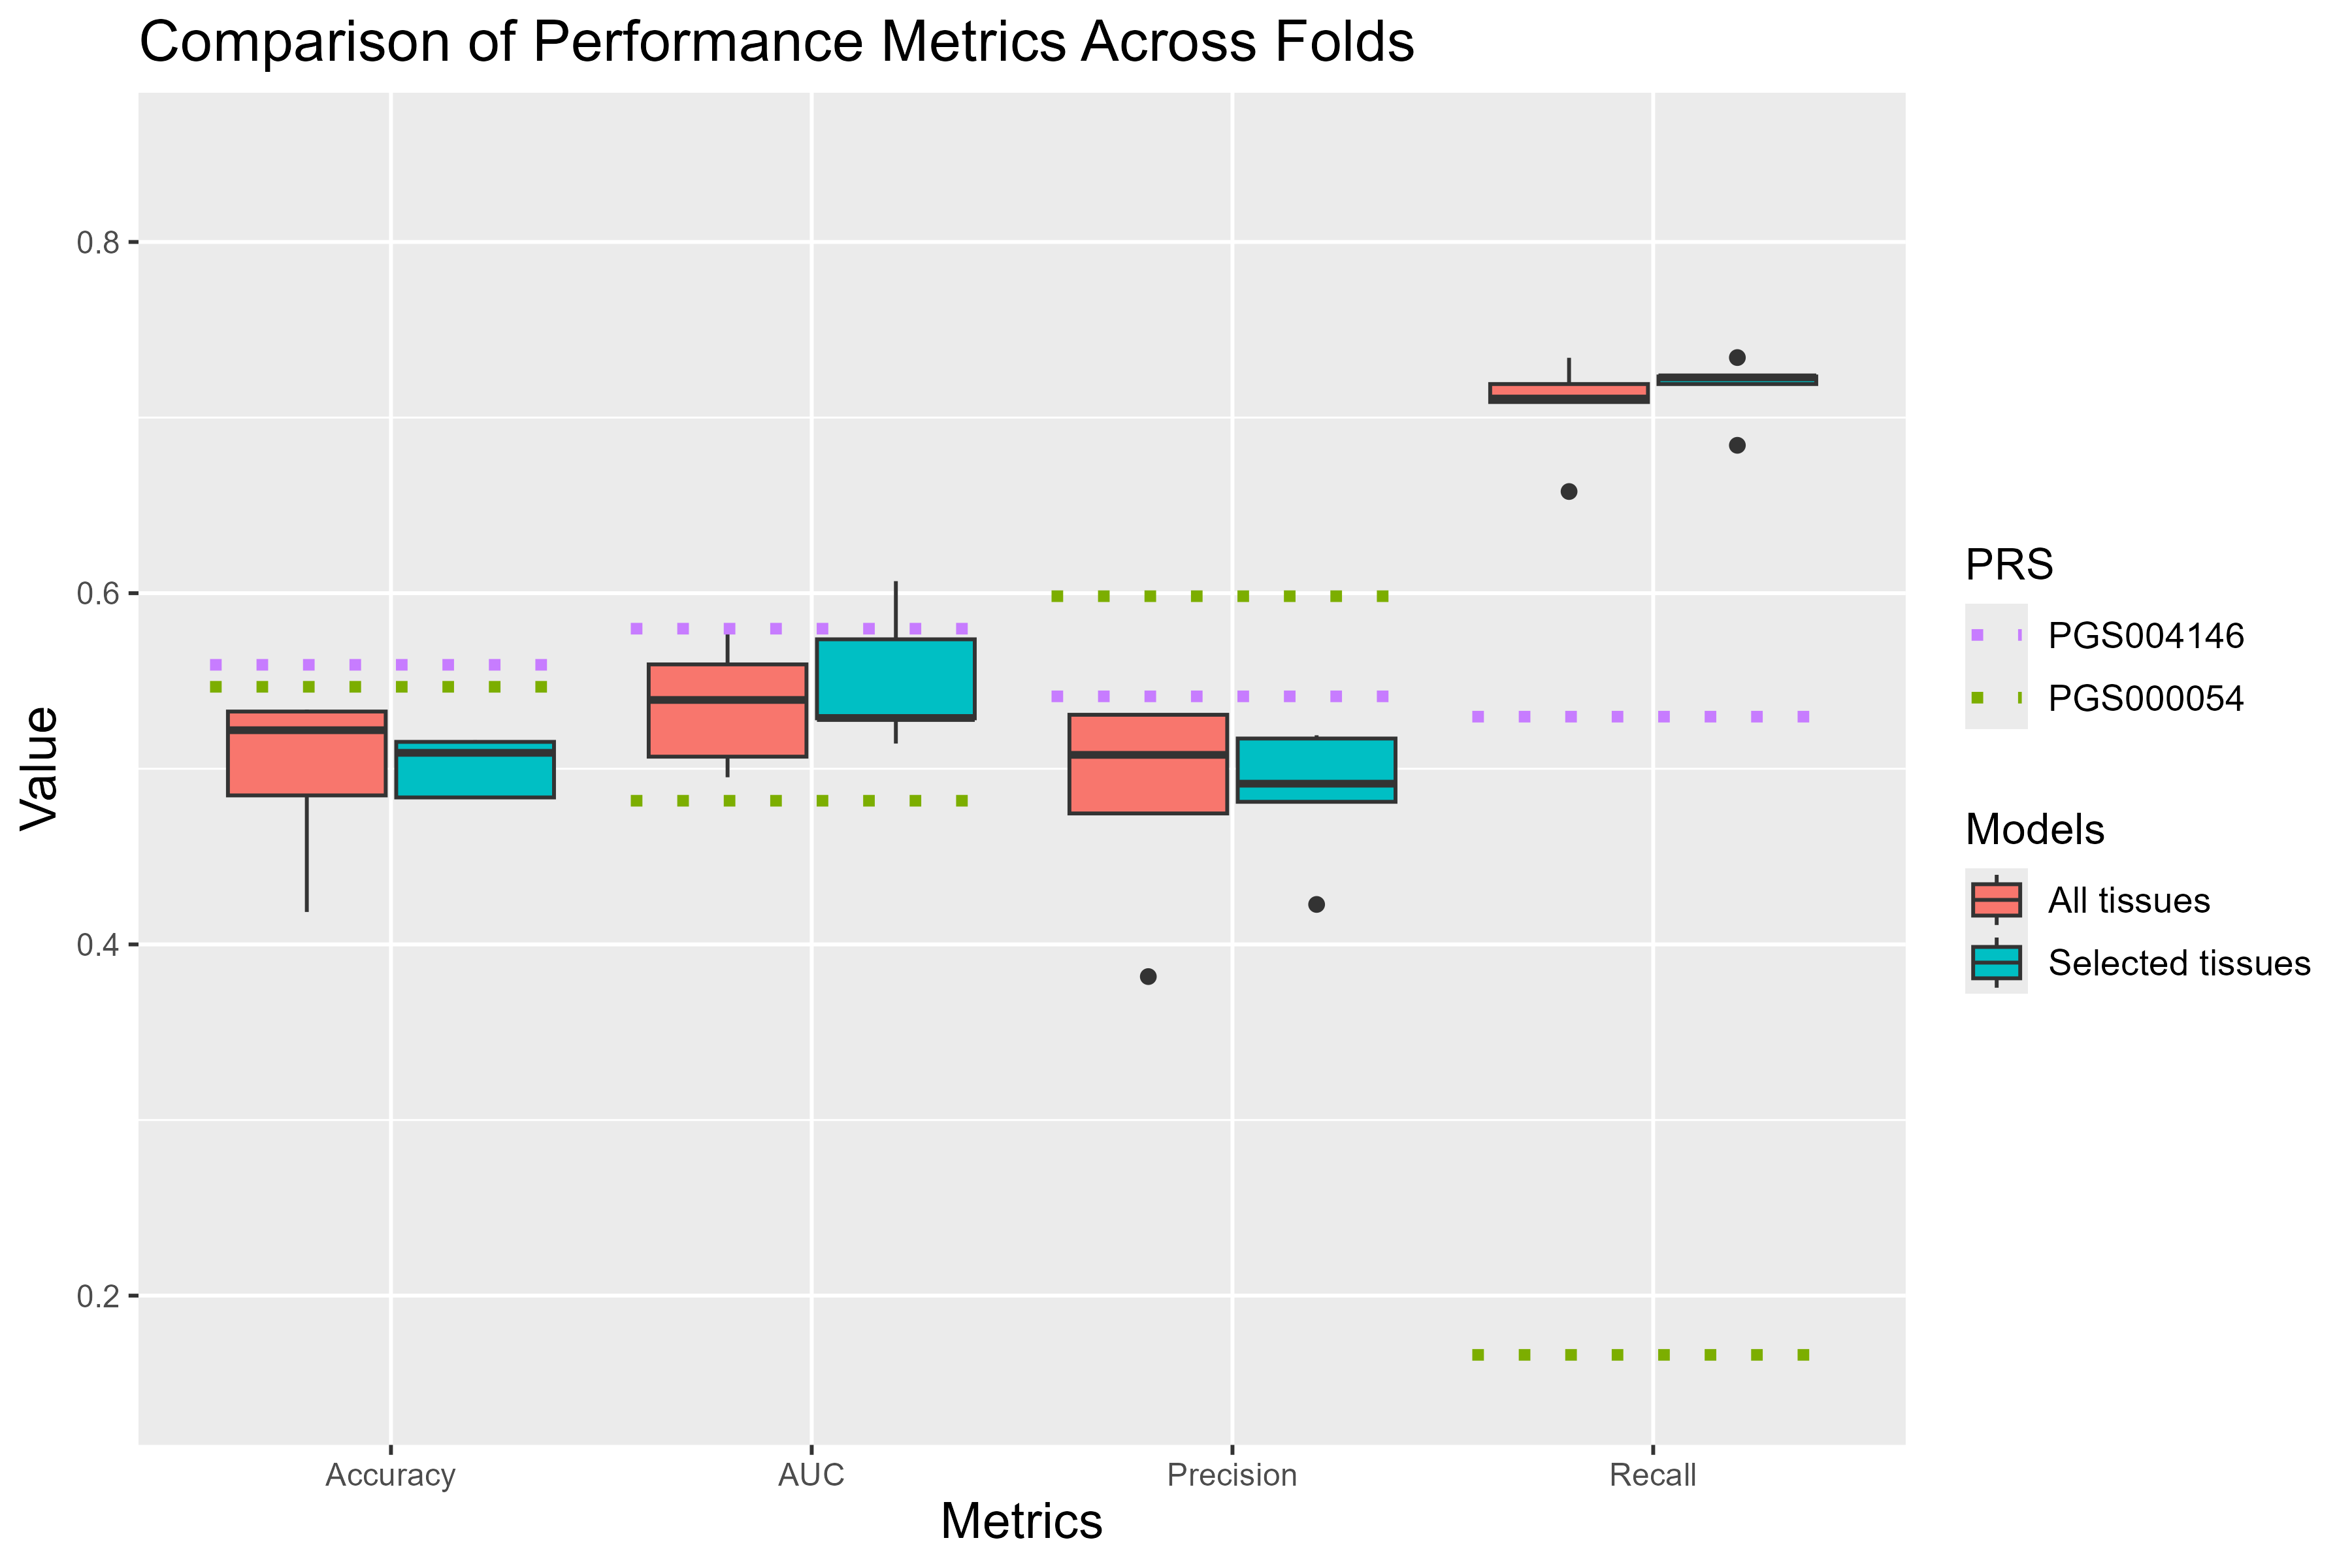 Comparison of Performance Metrics Across Folds
Value
0.8
0.6
0.4
0.2
Accuracy
AUC
Precision
Recall
Metrics
PRS
PGS004146
PGS000054
Models
All tissues
Selected tissues